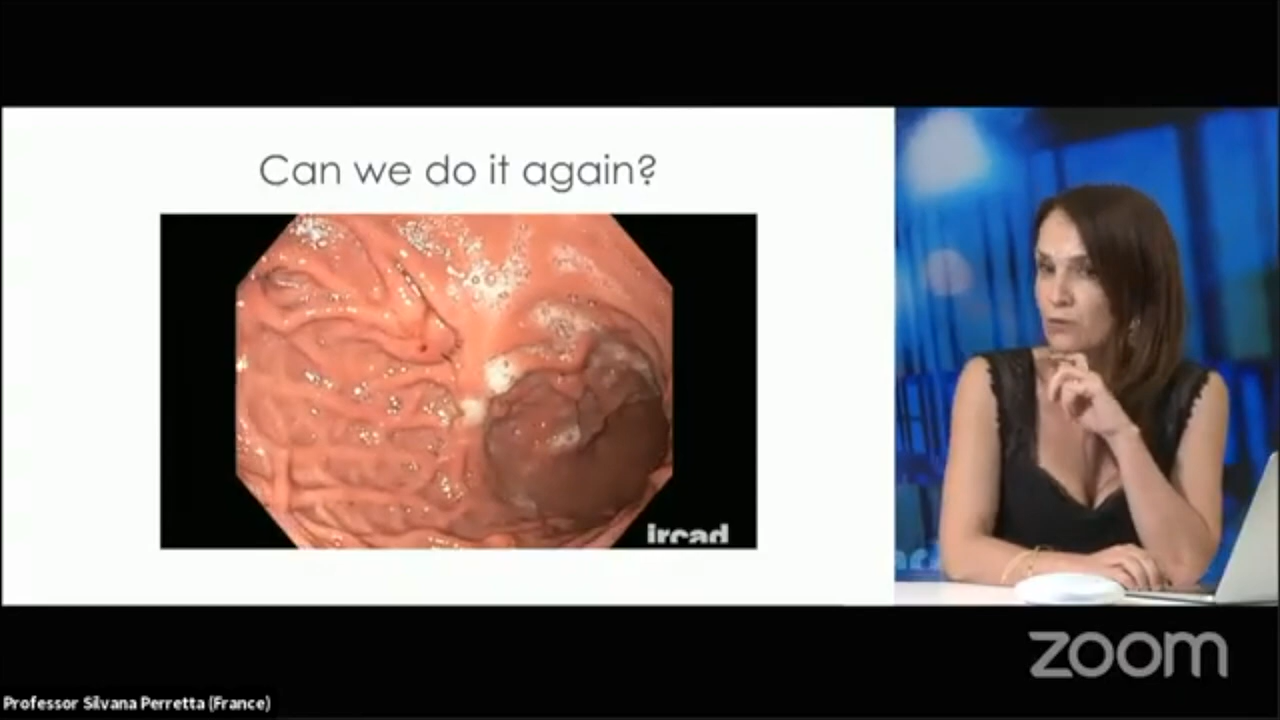 Can we do it again?
ircad
zoom
Professor Silvana Perretta (France)